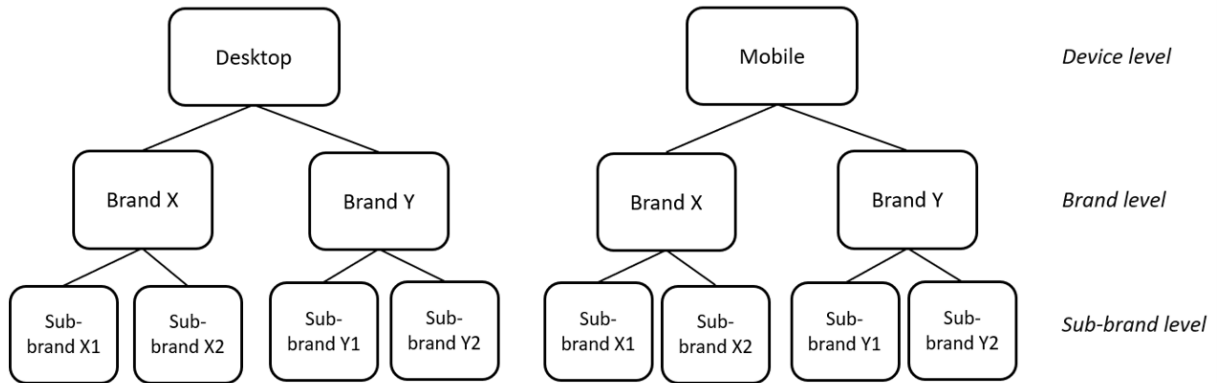 Desktop
Mobile
Device level
Brand X
Brand Y
Brand X
Brand Y
Brand level
Sub-
brand X1
Sub-
brand X2
Sub-
brand Y1
Sub-
brand Y2
Sub-
brand X1
Sub-
brand X2
Sub-
brand Y1
Sub-
brand Y2
Sub-brand level